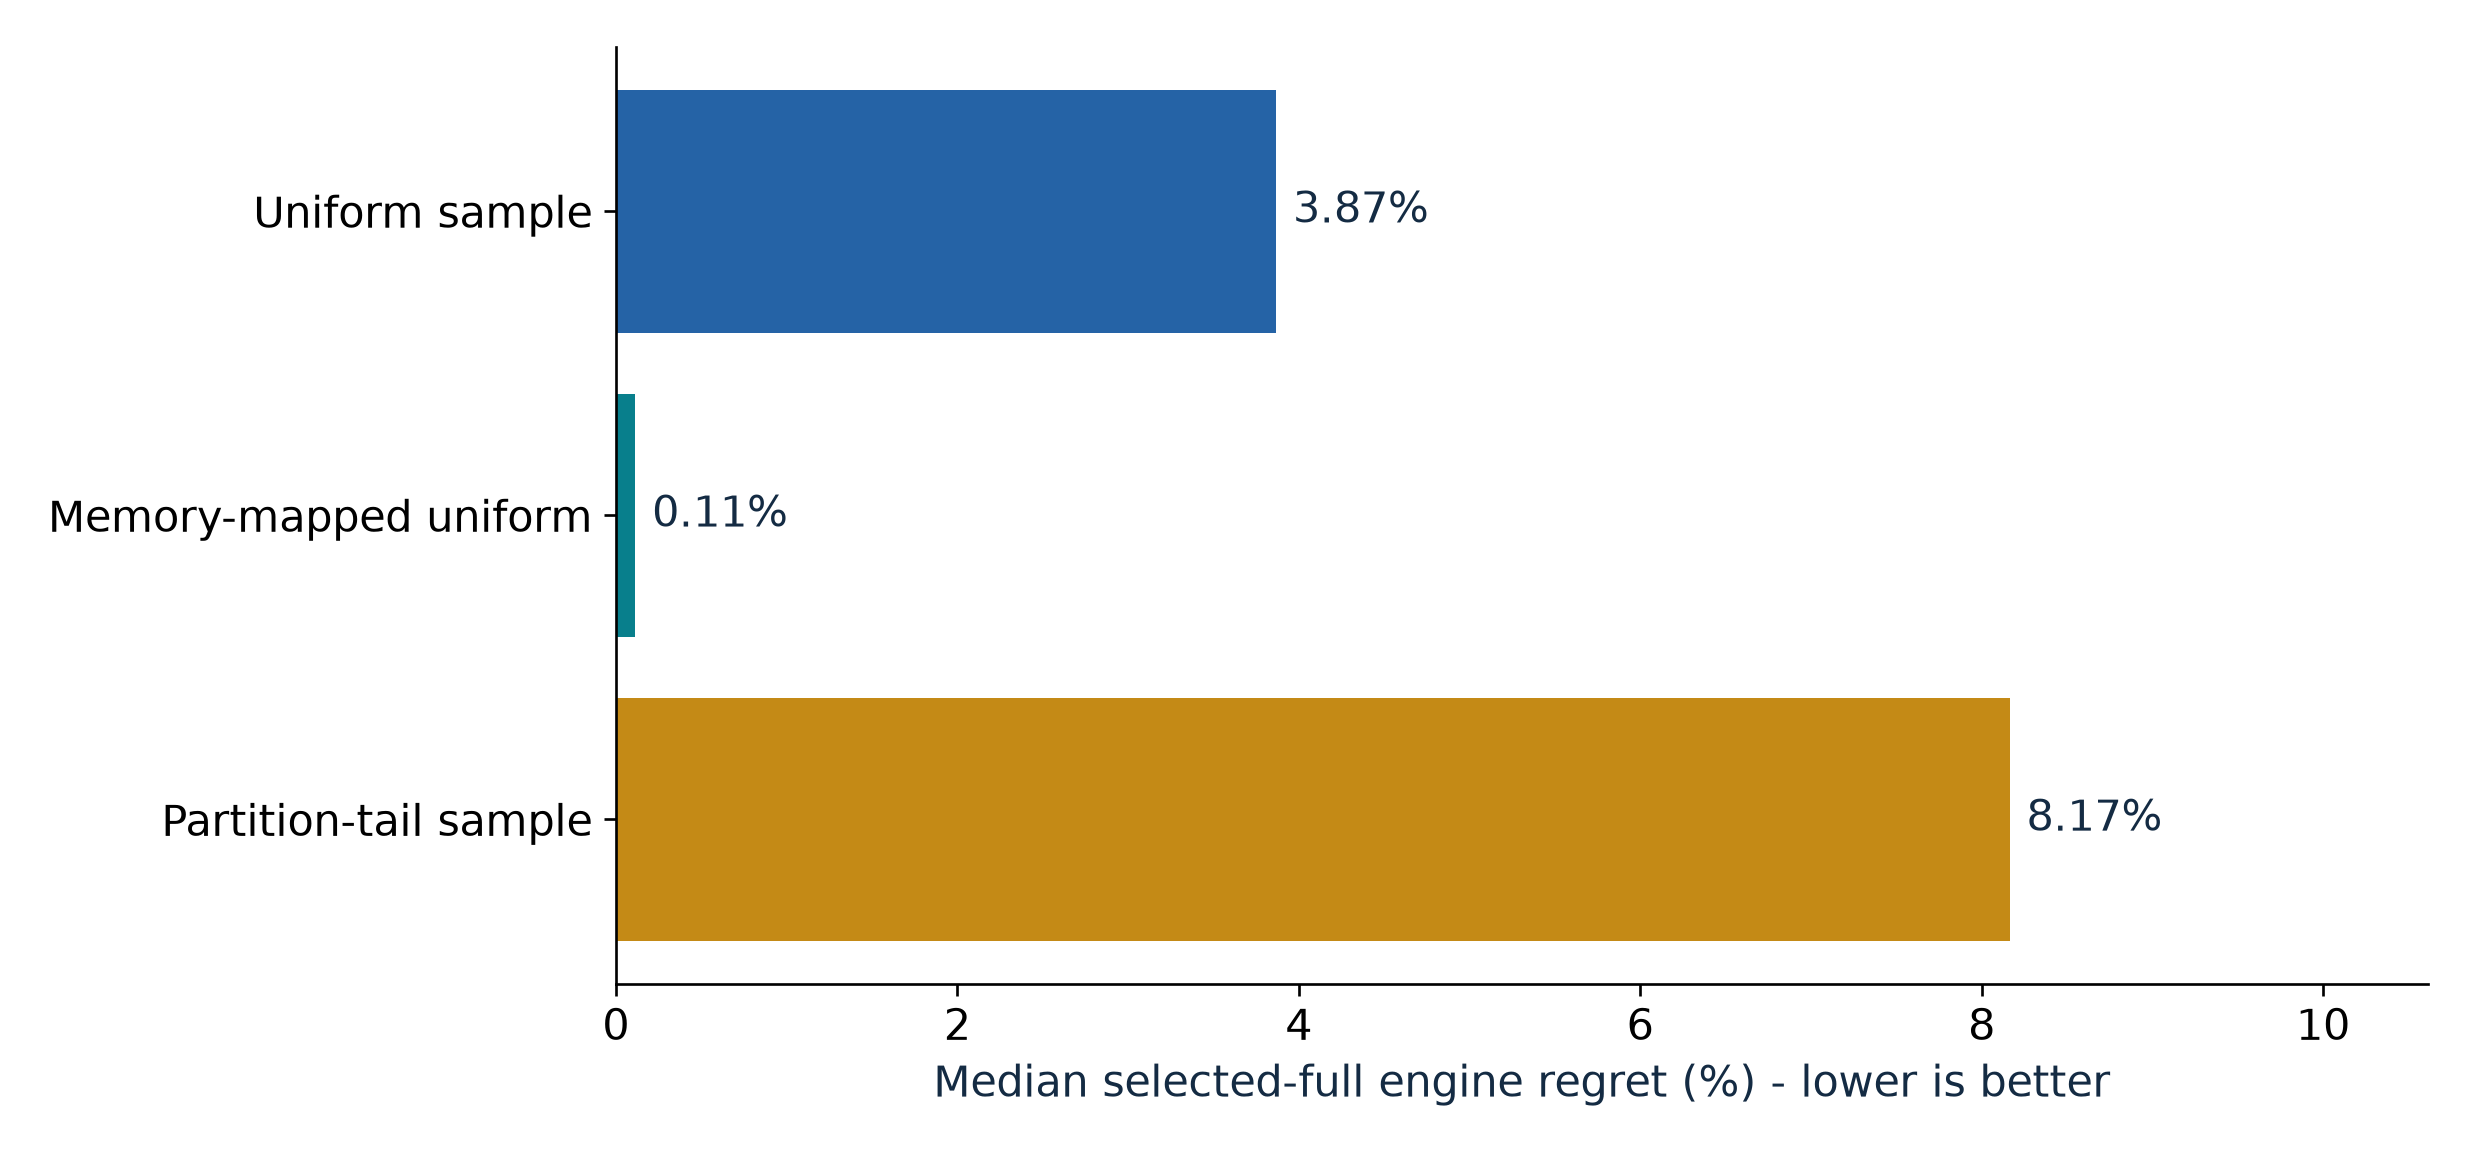 Uniform sample
3.87%
Memory-mapped uniform
0.11%
Partition-tail sample
8.17%
0 2 4 6 8 10
Median selected-full engine regret (%) - lower is better